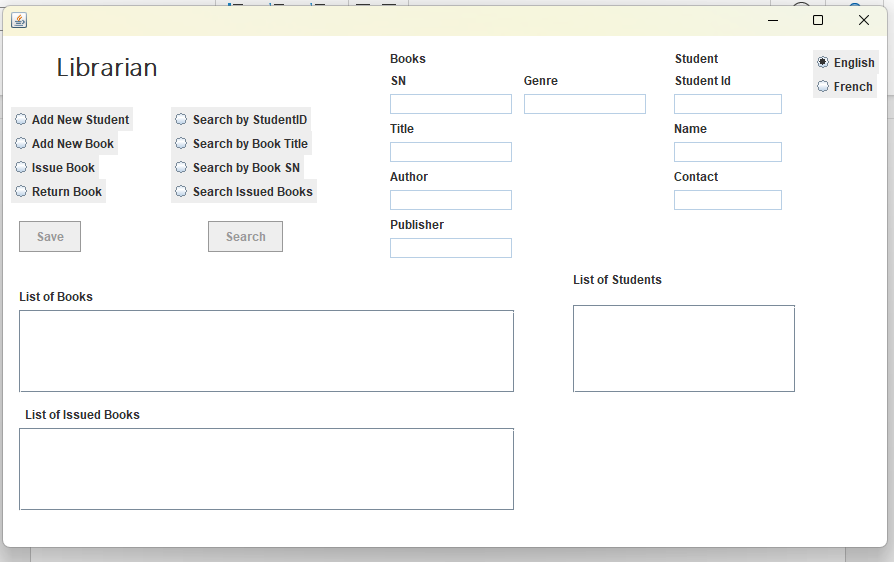 Librarian
Add New Student
Add New Book
Issue Book
Return Book
Save
Search by StudentID
Search by Book Title
Search by Book SN
Search Issued Books
Search
Books
SN
Genre
Title
Author
Publisher
Student
Student Id
Name
Contact
English
French
List of Books
List of Students
List of Issued Books